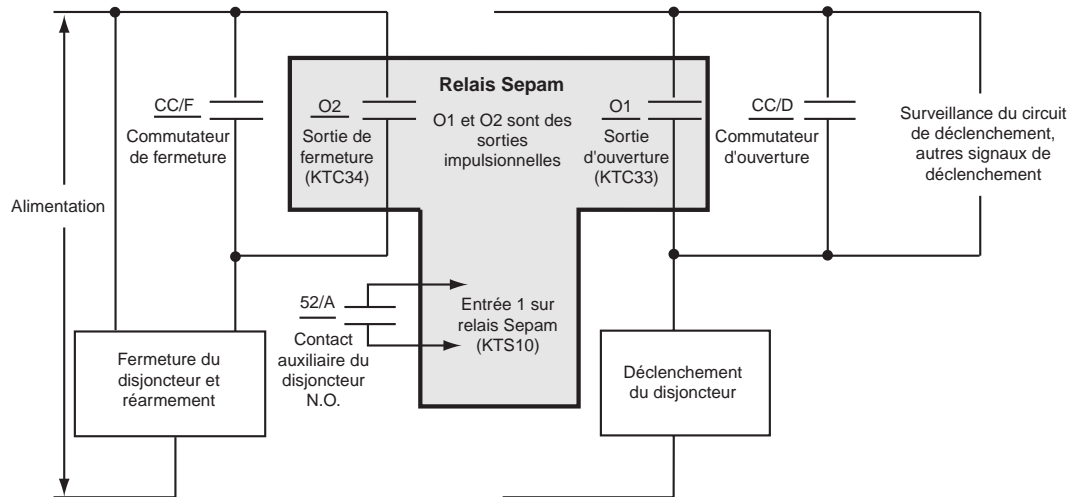 Alimentation
CC/F
Commutateur
de fermeture
O2
Sortie de
fermeture
(KTC34)
Relais Sepam
O1 et O2 sont des
sorties
impulsionnelles
O1
Sortie
d'ouverture
(KTC33)
CC/D
Commutateur
d'ouverture
Surveillance du circuit
de déclenchement,
autres signaux de
déclenchement
52/A
Contact
auxiliaire du
disjoncteur
N.O.
Entrée 1 sur
relais Sepam
(KTS10)
Fermeture du
disjoncteur et
réarmement
Déclenchement
du disjoncteur